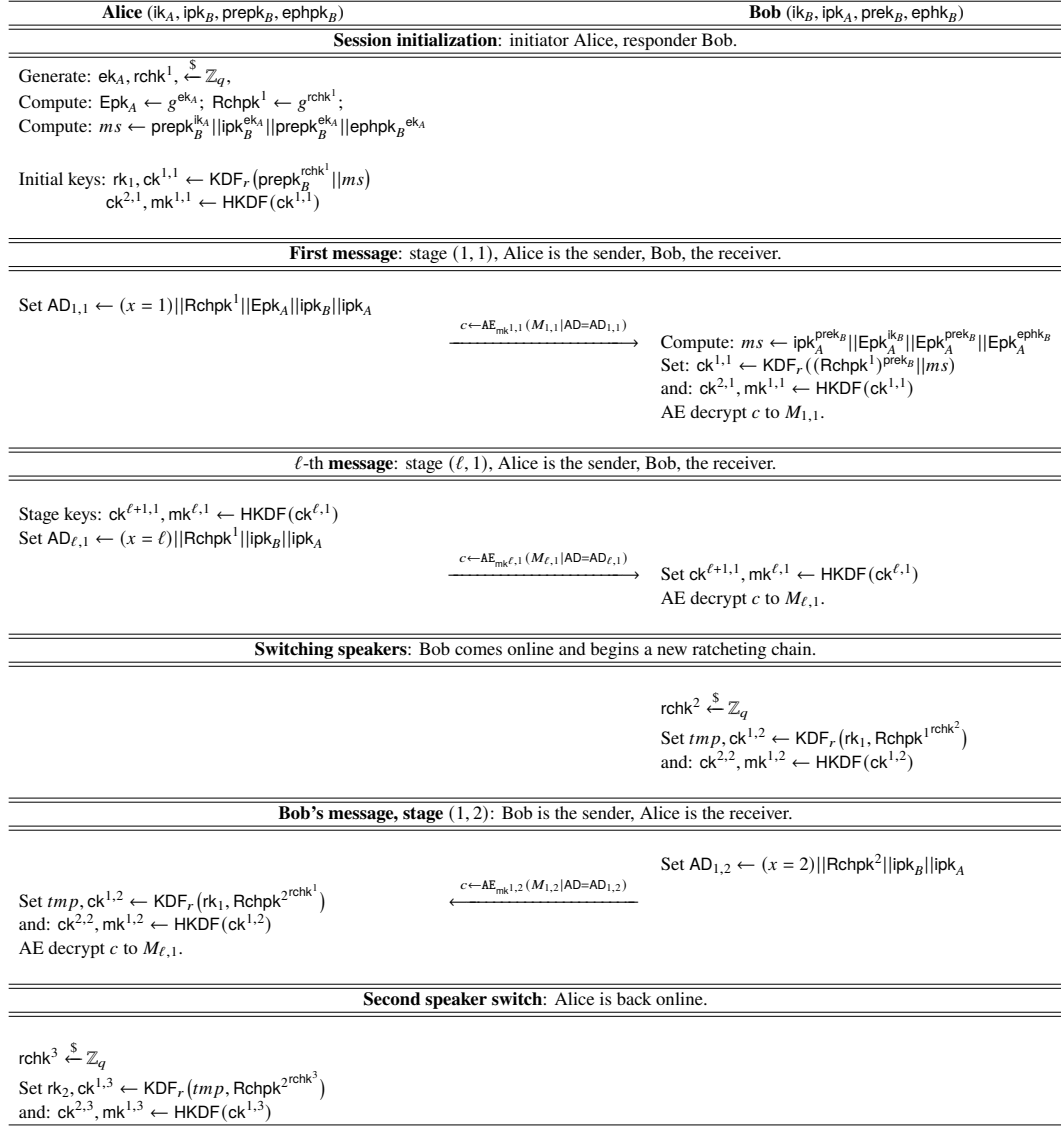 Alice (ik_A, ipk_B, prepk_B, ephpk_B) Bob (ik_B, ipk_A, prek_B, ephk_B)
Session initialization: initiator Alice, responder Bob.
Generate: ek_A, rchk^1, ←$ ℤ_q,
Compute: Epk_A ← g^{ek_A}; Rchpk^1 ← g^{rchk^1};
Compute: ms ← prepk_B^{ik_A}||ipk_B^{ek_A}||prepk_B^{ek_A}||ephpk_B^{ek_A}
Initial keys: rk_1, ck^{1,1} ← KDF_r(prepk_B^{rchk^1}||ms)
ck^{2,1}, mk^{1,1} ← HKDF(ck^{1,1})
First message: stage (1, 1), Alice is the sender, Bob, the receiver.
Set AD_{1,1} ← (x = 1)||Rchpk^1||Epk_A||ipk_B||ipk_A
c←AE_{mk^{1,1}}(M_{1,1}|AD=AD_{1,1})
Compute: ms ← ipk_A^{prek_B}||Epk_A^{ik_B}||Epk_A^{prek_B}||Epk_A^{ephk_B}
Set: ck^{1,1} ← KDF_r((Rchpk^1)^{prek_B}||ms)
and: ck^{2,1}, mk^{1,1} ← HKDF(ck^{1,1})
AE decrypt c to M_{1,1}.
ℓ-th message: stage (ℓ, 1), Alice is the sender, Bob, the receiver.
Stage keys: ck^{ℓ+1,1}, mk^{ℓ,1} ← HKDF(ck^{ℓ,1})
Set AD_{ℓ,1} ← (x = ℓ)||Rchpk^1||ipk_B||ipk_A
c←AE_{mk^{ℓ,1}}(M_{ℓ,1}|AD=AD_{ℓ,1})
Set ck^{ℓ+1,1}, mk^{ℓ,1} ← HKDF(ck^{ℓ,1})
AE decrypt c to M_{ℓ,1}.
Switching speakers: Bob comes online and begins a new ratcheting chain.
rchk^2 ←$ ℤ_q
Set tmp, ck^{1,2} ← KDF_r(rk_1, Rchpk^{1^{rchk^2}})
and: ck^{2,2}, mk^{1,2} ← HKDF(ck^{1,2})
Bob's message, stage (1, 2): Bob is the sender, Alice is the receiver.
Set AD_{1,2} ← (x = 2)||Rchpk^2||ipk_B||ipk_A
c←AE_{mk^{1,2}}(M_{1,2}|AD=AD_{1,2})
Set tmp, ck^{1,2} ← KDF_r(rk_1, Rchpk^{2^{rchk^1}})
and: ck^{2,2}, mk^{1,2} ← HKDF(ck^{1,2})
AE decrypt c to M_{ℓ,1}.
Second speaker switch: Alice is back online.
rchk^3 ←$ ℤ_q
Set rk_2, ck^{1,3} ← KDF_r(tmp, Rchpk^{2^{rchk^3}})
and: ck^{2,3}, mk^{1,3} ← HKDF(ck^{1,3})